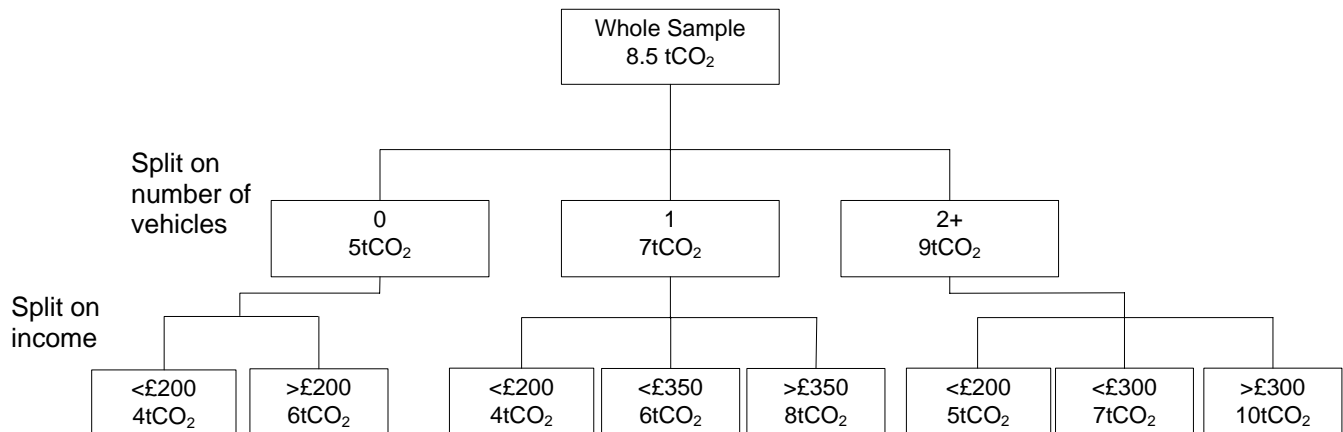 Whole Sample
8.5 tCO₂
Split on
number of
vehicles
0
5tCO₂
1
7tCO₂
2+
9tCO₂
Split on
income
<£200
4tCO₂
>£200
6tCO₂
<£200
4tCO₂
<£350
6tCO₂
>£350
8tCO₂
<£200
5tCO₂
<£300
7tCO₂
>£300
10tCO₂